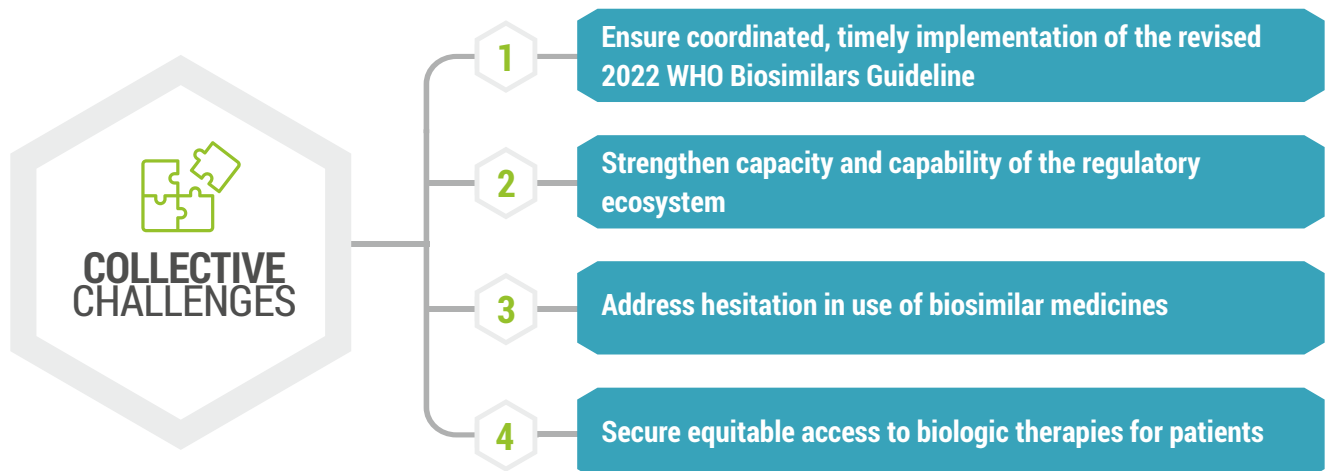 COLLECTIVE
CHALLENGES
1
Ensure coordinated, timely implementation of the revised
2022 WHO Biosimilars Guideline
2
Strengthen capacity and capability of the regulatory
ecosystem
3
Address hesitation in use of biosimilar medicines
4
Secure equitable access to biologic therapies for patients